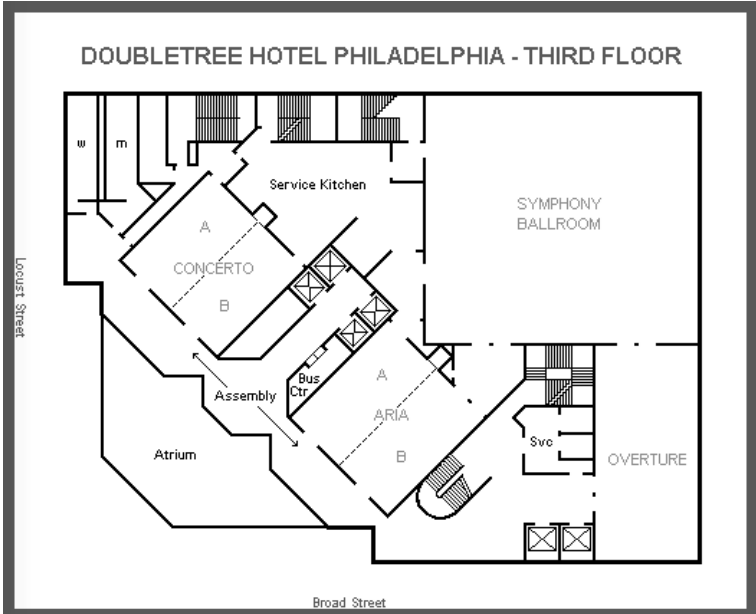 DOUBLETREE HOTEL PHILADELPHIA - THIRD FLOOR
w
m
Service Kitchen
SYMPHONY
BALLROOM
A
CONCERTO
B
Locust Street
Bus
Ctr
A
Assembly
ARIA
B
Svc
Atrium
OVERTURE
Broad Street